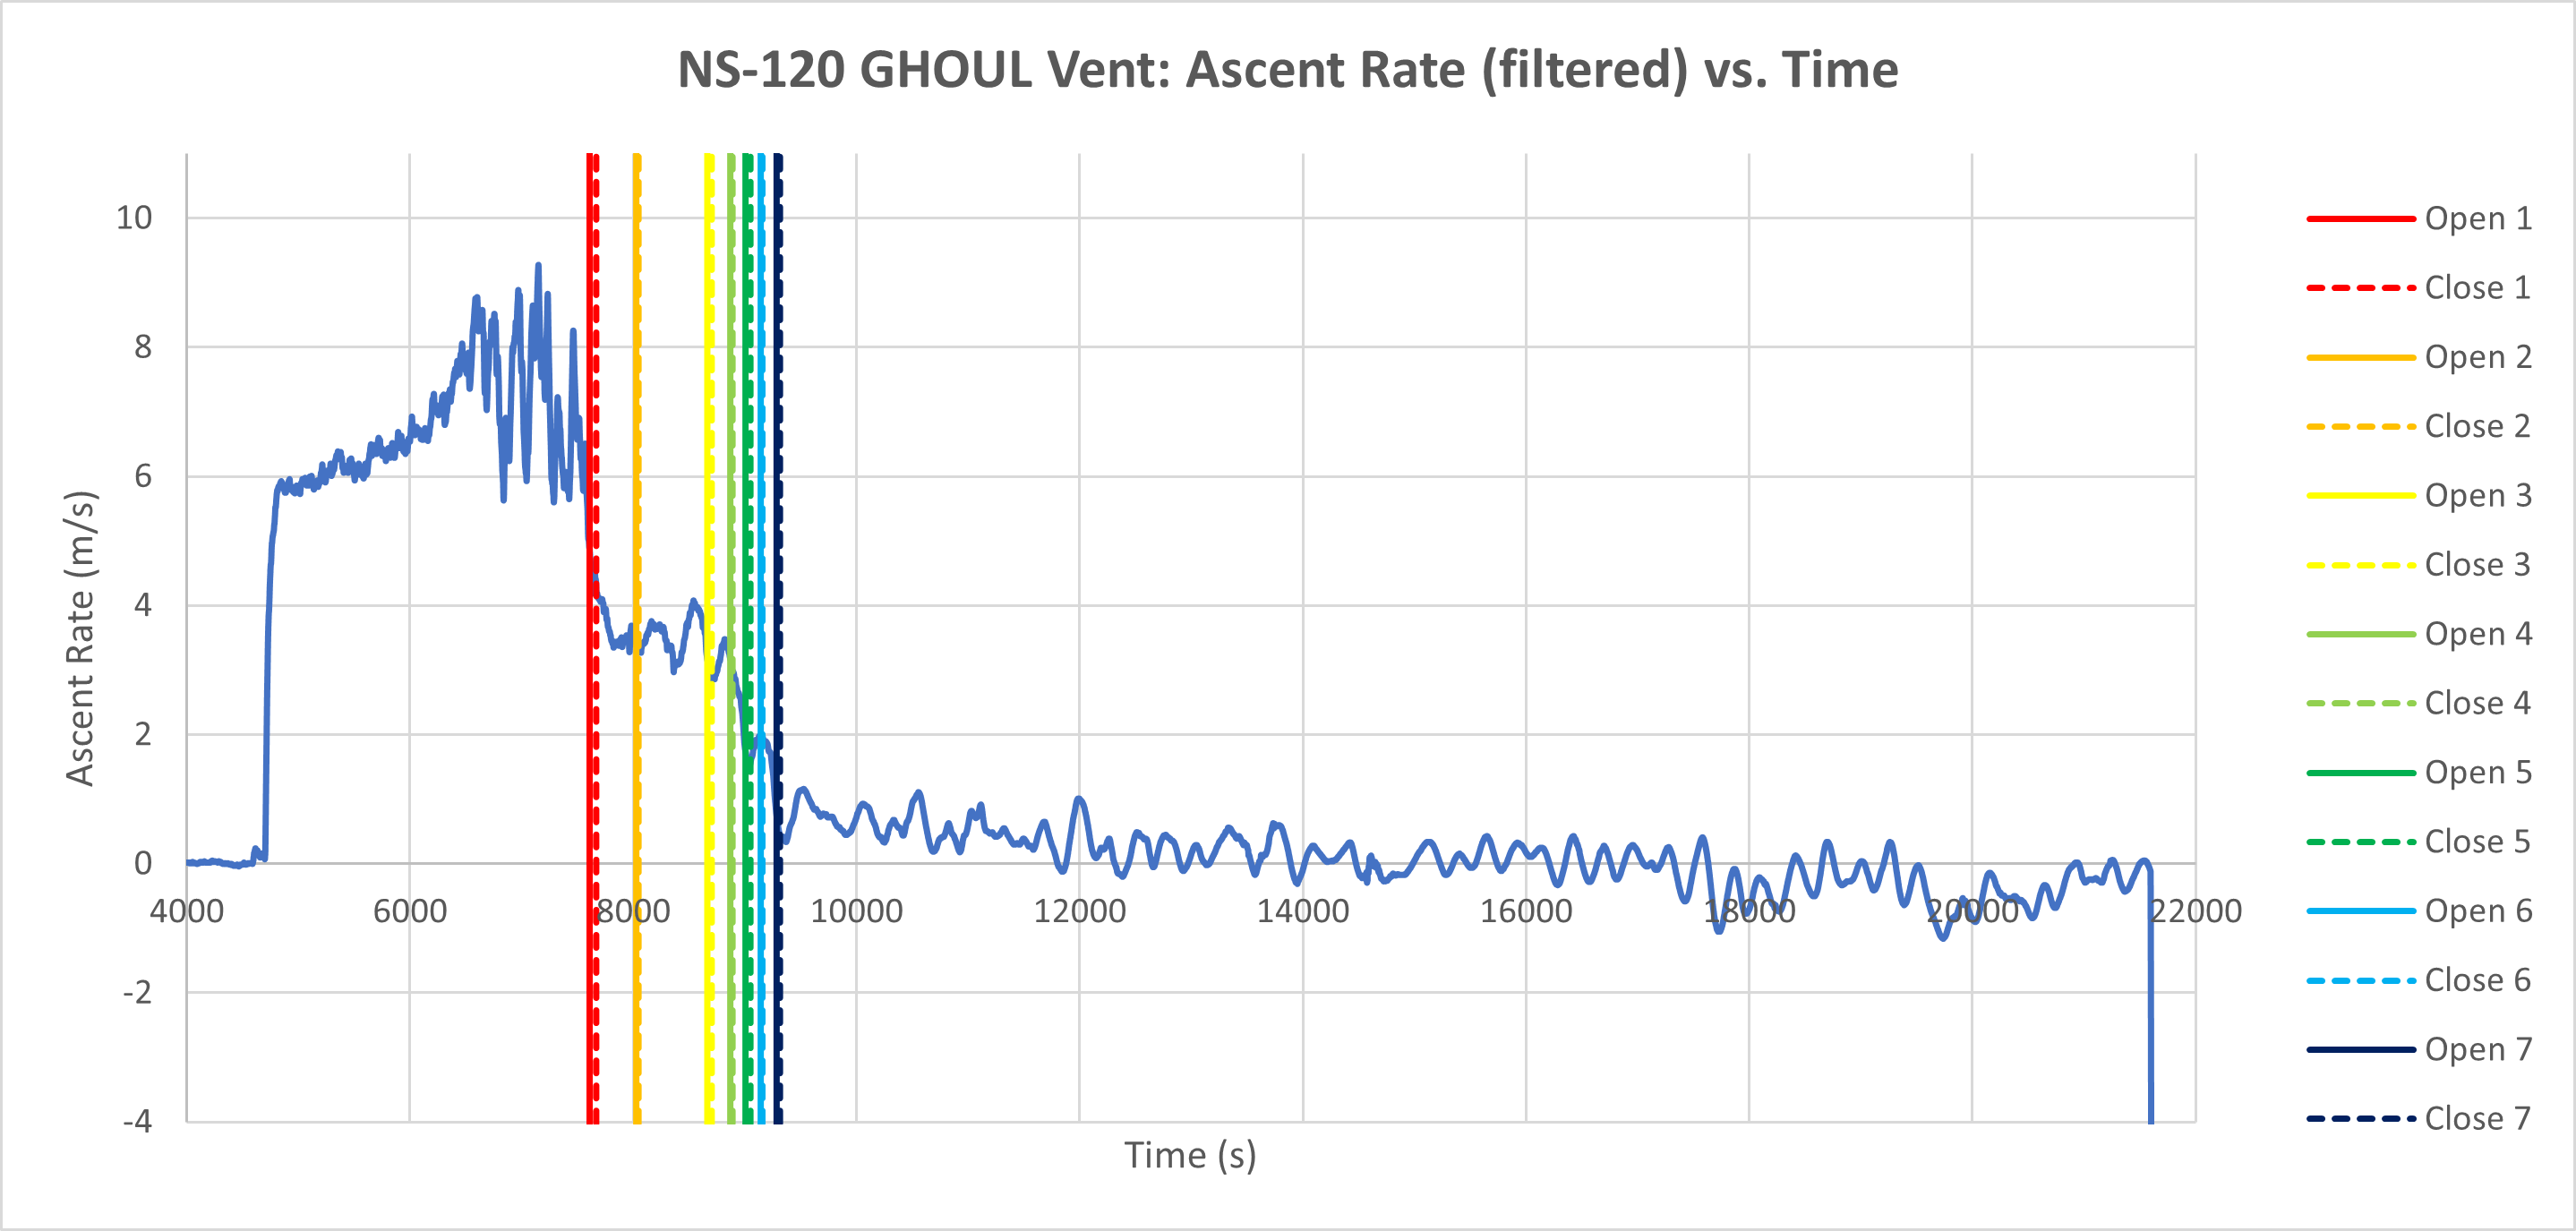 NS-120 GHOUL Vent: Ascent Rate (filtered) vs. Time
Ascent Rate (m/s)
10
8
6
4
2
0
-2
-4
4000 6000 8000 10000 12000 14000 16000 18000 20000 22000
Time (s)
Open 1
Close 1
Open 2
Close 2
Open 3
Close 3
Open 4
Close 4
Open 5
Close 5
Open 6
Close 6
Open 7
Close 7